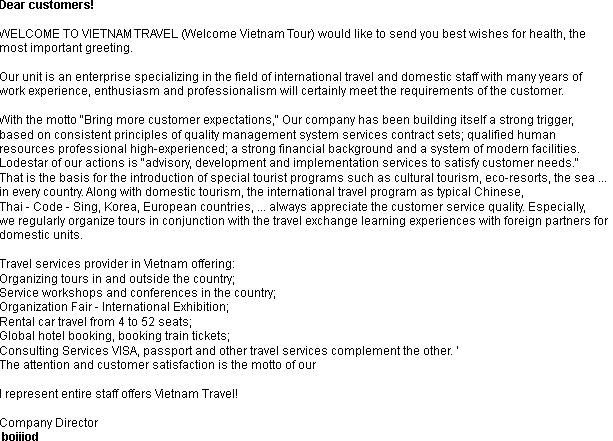 Dear customers!
WELCOME TO VIETNAM TRAVEL (Welcome Vietnam Tour) would like to send you best wishes for health, the
most important greeting.
Our unit is an enterprise specializing in the field of international travel and domestic staff with many years of
work experience, enthusiasm and professionalism will certainly meet the requirements of the customer.
With the motto "Bring more customer expectations," Our company has been building itself a strong trigger,
based on consistent principles of quality management system services contract sets; qualified human
resources professional high-experienced; a strong financial background and a system of modern facilities.
Lodestar of our actions is "advisory, development and implementation services to satisfy customer needs."
That is the basis for the introduction of special tourist programs such as cultural tourism, eco-resorts, the sea ...
in every country. Along with domestic tourism, the international travel program as typical Chinese,
Thai - Code - Sing, Korea, European countries, ... always appreciate the customer service quality. Especially,
we regularly organize tours in conjunction with the travel exchange learning experiences with foreign partners for
domestic units.
Travel services provider in Vietnam offering:
Organizing tours in and outside the country;
Service workshops and conferences in the country;
Organization Fair - International Exhibition;
Rental car travel from 4 to 52 seats;
Global hotel booking, booking train tickets;
Consulting Services VISA, passport and other travel services complement the other. '
The attention and customer satisfaction is the motto of our
I represent entire staff offers Vietnam Travel!
Company Director
boiiiod